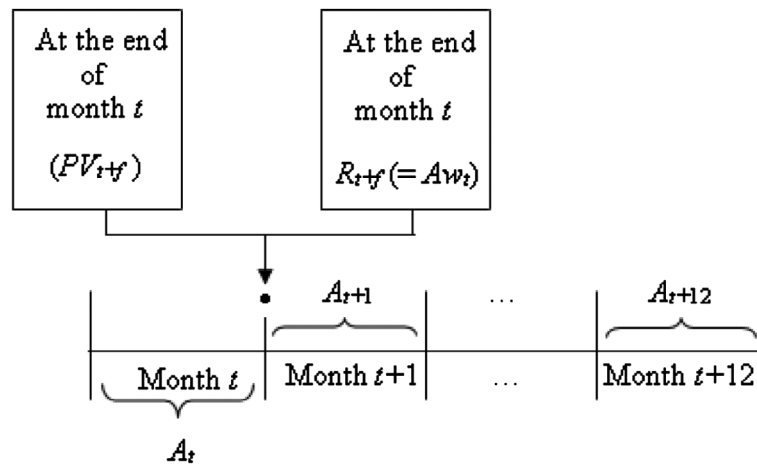 At the end
of
month t
(PVt+f)
At the end
of
month t
Rt+f(= Awt)
At+1
...
At+12
Month t
Month t+1
...
Month t+12
At